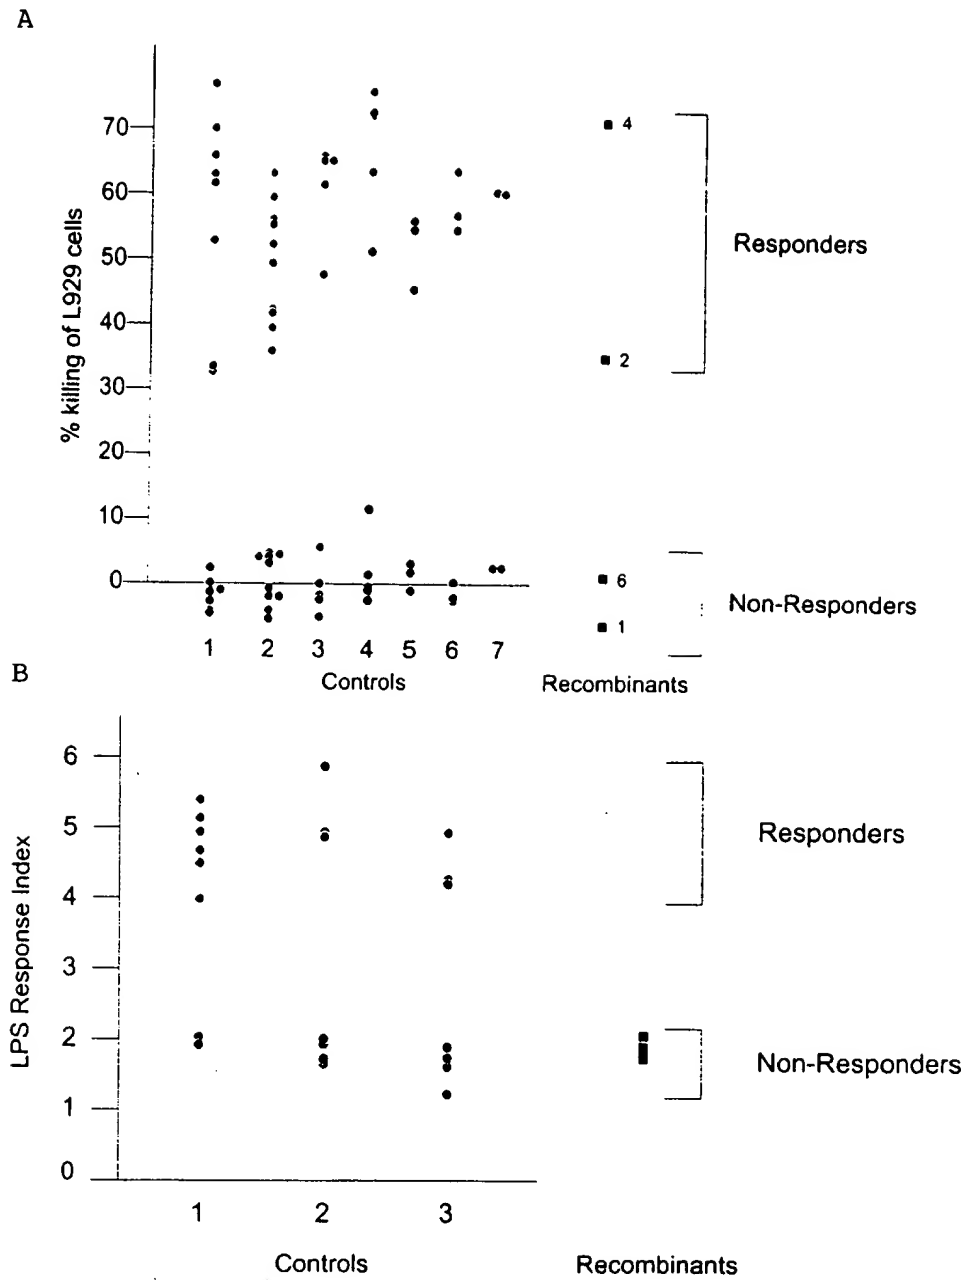 A
% killing of L929 cells
70
60
50
40
30
20
10
0
4
2
6
1
Responders
Non-Responders
1 2 3 4 5 6 7
Controls Recombinants
B
LPS Response Index
6
5
4
3
2
1
0
Responders
Non-Responders
1 2 3
Controls Recombinants